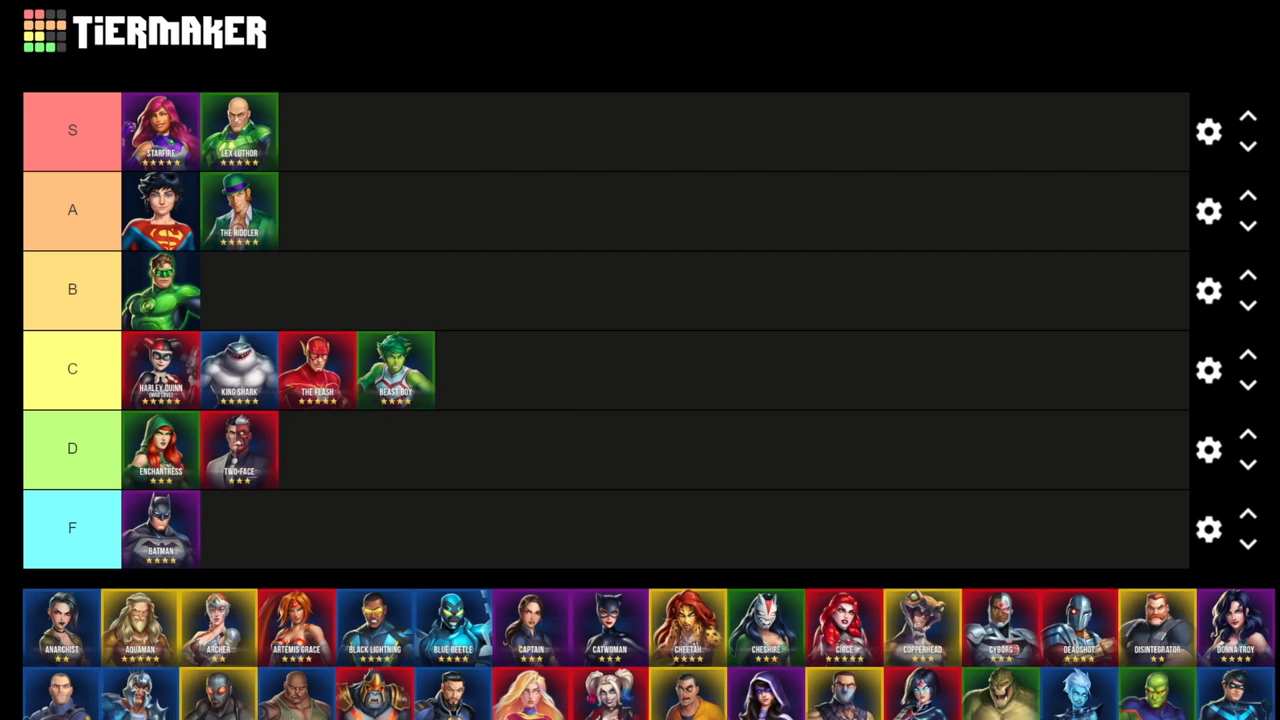 TiERMAKER
S
STARFIRE
LEX LUTHOR
A
THE RIDDLER
B
C
HARLEY QUINN
(MAD LOVE)
KING SHARK
THE FLASH
BEAST BOY
D
ENCHANTRESS
TWO-FACE
F
BATMAN
ANARCHIST
AQUAMAN
ARCHER
ARTEMIS GRACE
BLACK LIGHTNING
BLUE BEETLE
CAPTAIN
CATWOMAN
CHEETAH
CHESHIRE
CIRCE
COPPERHEAD
CYBORG
DEADSHOT
DISINTEGRATOR
DONNA TROY